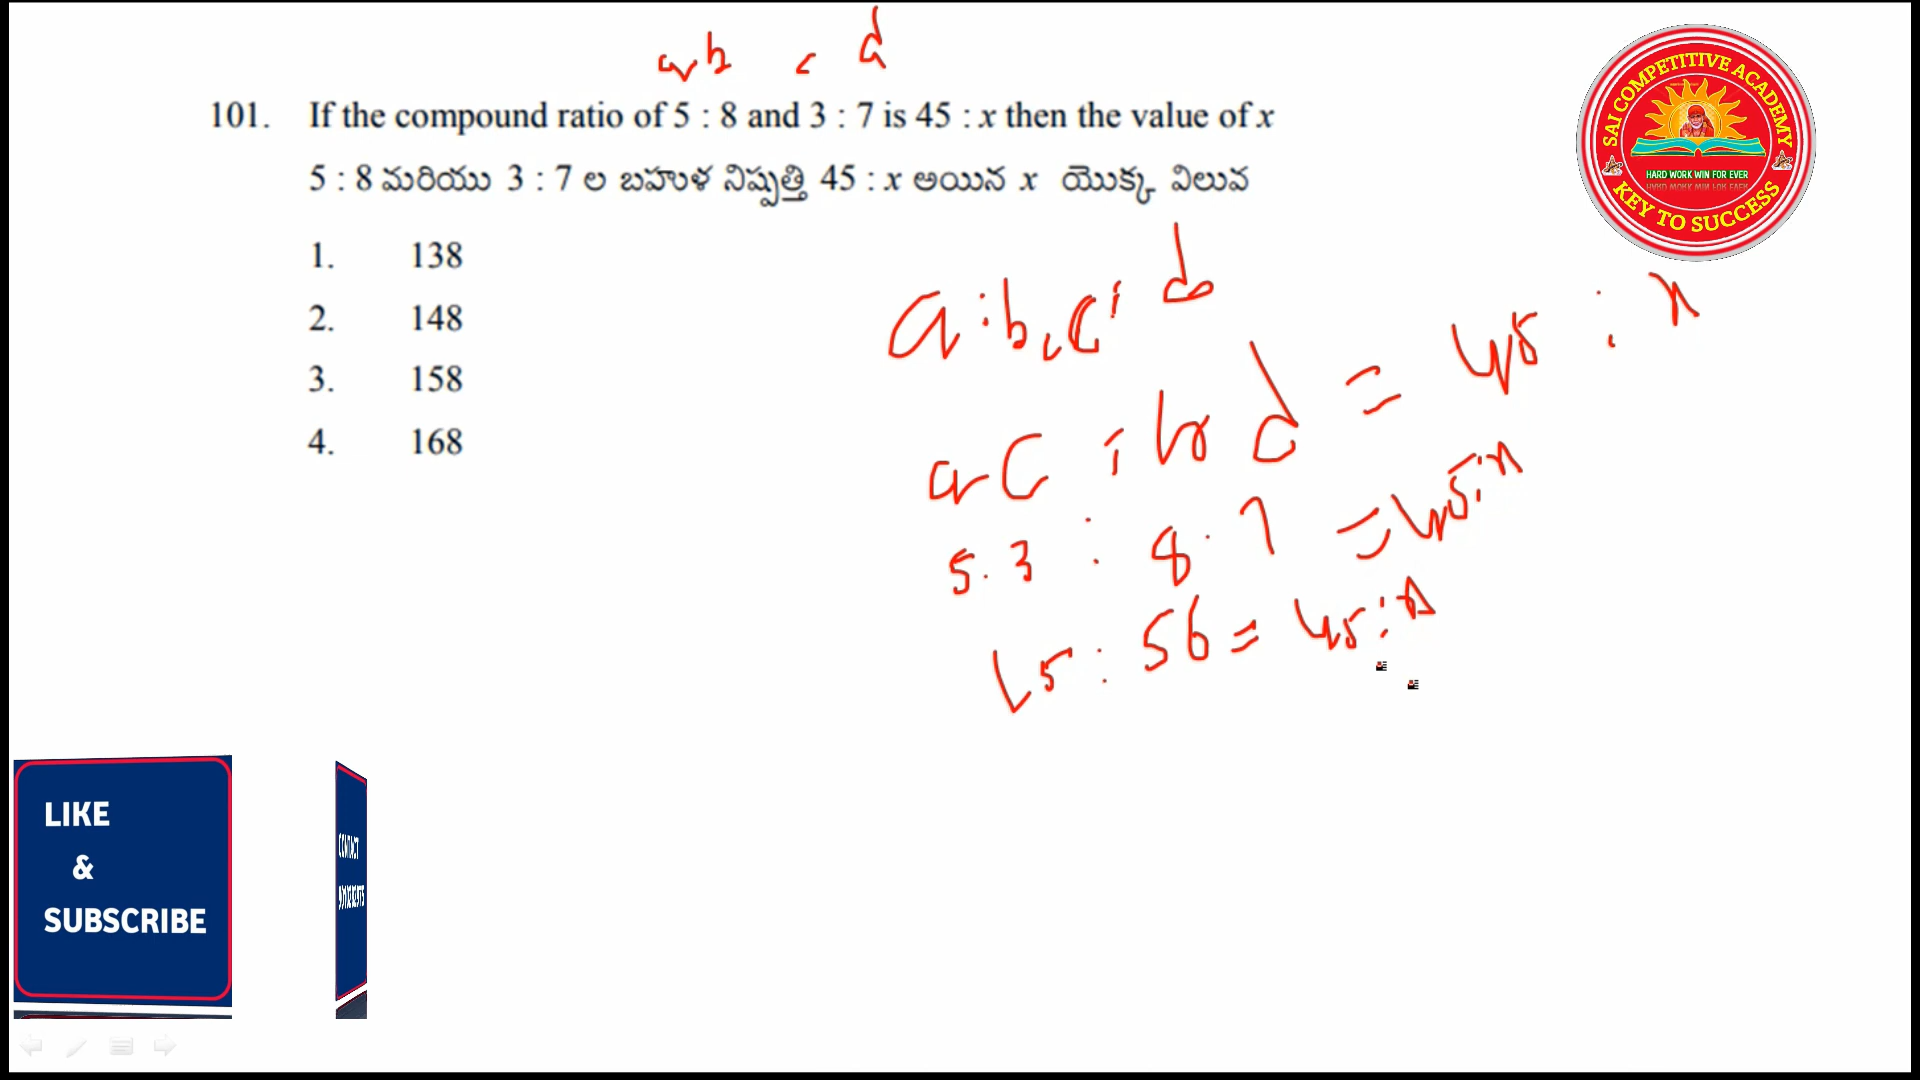 a b c d
101. If the compound ratio of 5 : 8 and 3 : 7 is 45 : x then the value of x
5 : 8 మరియు 3 : 7 ల బహుళ నిష్పత్తి 45 : x అయిన x యొక్క విలువ
1. 138
2. 148
3. 158
4. 168
a : b, c : d
ac : bd = 45 : x
5.3 : 8.7 = 45 : x
15 : 56 = 45 : x
SAI COMPETITIVE ACADEMY
HARD WORK WIN FOR EVER
KEY TO SUCCESS
LIKE
&
SUBSCRIBE
CONTACT